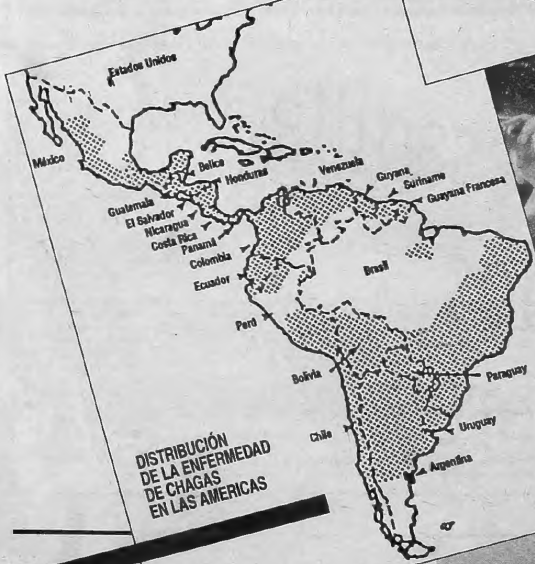 Estados Unidos
México
Belice
Honduras
Guatemala
El Salvador
Nicaragua
Costa Rica
Panamá
Colombia
Ecuador
Venezuela
Guyana
Suriname
Guayana Francesa
Brasil
Perú
Bolivia
Paraguay
Chile
Uruguay
Argentina
DISTRIBUCIÓN
DE LA ENFERMEDAD
DE CHAGAS
EN LAS AMERICAS